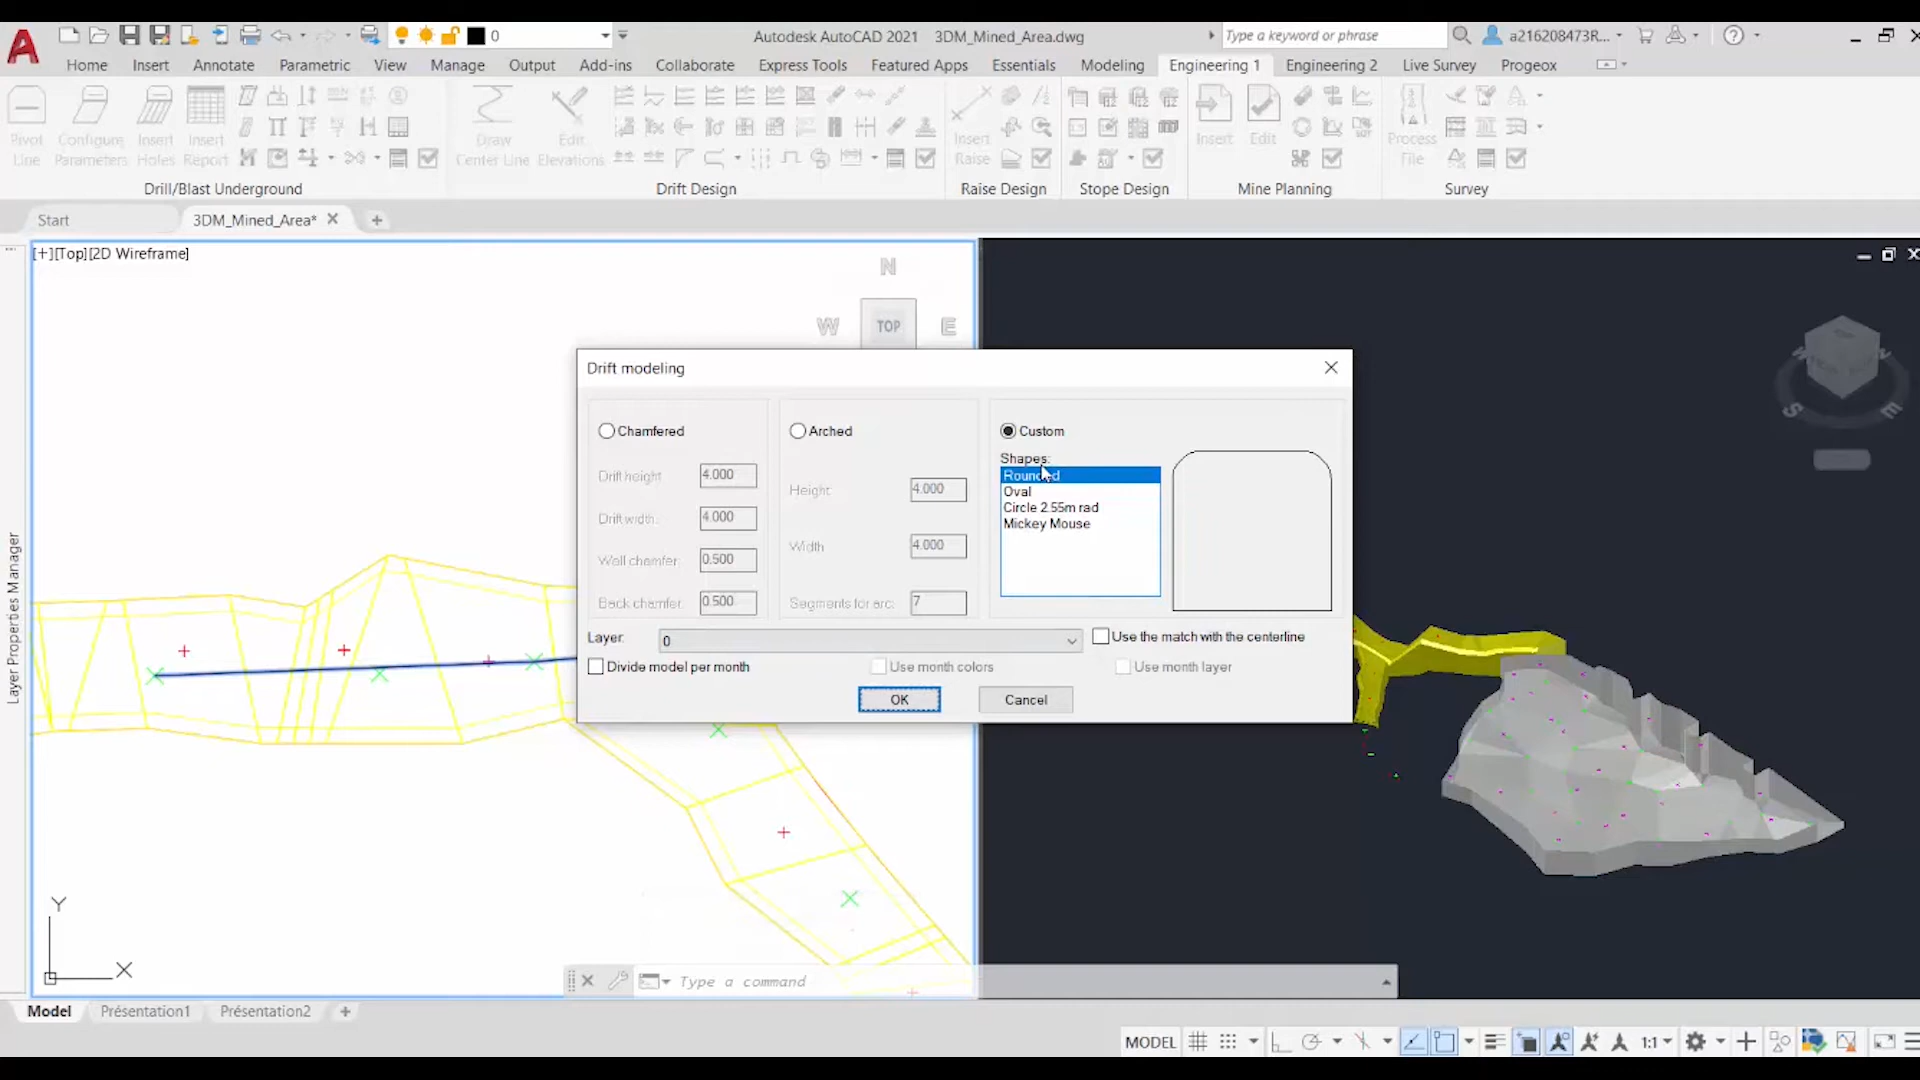 0
Autodesk AutoCAD 2021 3DM_Mined_Area.dwg
Type a keyword or phrase
a216208473R...
Home Insert Annotate Parametric View Manage Output Add-ins Collaborate Express Tools Featured Apps Essentials Modeling Engineering 1 Engineering 2 Live Survey Progeox
Pivot Line
Configure Parameters
Insert Holes
Insert Report
Draw Center Line
Edit Elevations
Insert Raise
Insert
Edit
Process File
Drill/Blast Underground Drift Design Raise Design Stope Design Mine Planning Survey
Start 3DM_Mined_Area*
[+][Top][2D Wireframe]
N
W TOP E
Layer Properties Manager
Drift modeling
Chamfered Arched Custom
Shapes:
Drift height: 4.000
Drift width: 4.000
Wall chamfer: 0.500
Back chamfer: 0.500
Height: 4.000
Width 4.000
Segments for arc: 7
Rounded
Oval
Circle 2.55m rad
Mickey Mouse
Layer: 0 Use the match with the centerline
Divide model per month Use month colors Use month layer
OK Cancel
S E
Y
X
Type a command
Model Présentation1 Présentation2
MODEL 1:1